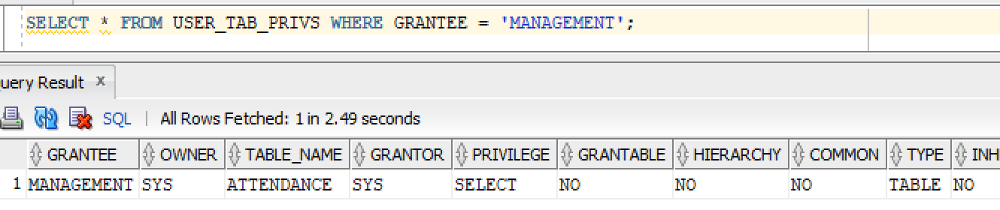 SELECT * FROM USER_TAB_PRIVS WHERE GRANTEE = 'MANAGEMENT';
uery Result x
SQL | All Rows Fetched: 1 in 2.49 seconds
GRANTEE OWNER TABLE_NAME GRANTOR PRIVILEGE GRANTABLE HIERARCHY COMMON TYPE INH
1 MANAGEMENT SYS ATTENDANCE SYS SELECT NO NO NO TABLE NO